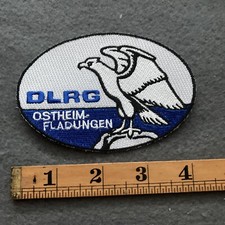 DLRG
OSTHEIM-
FLADUNGEN
1 2 3 4